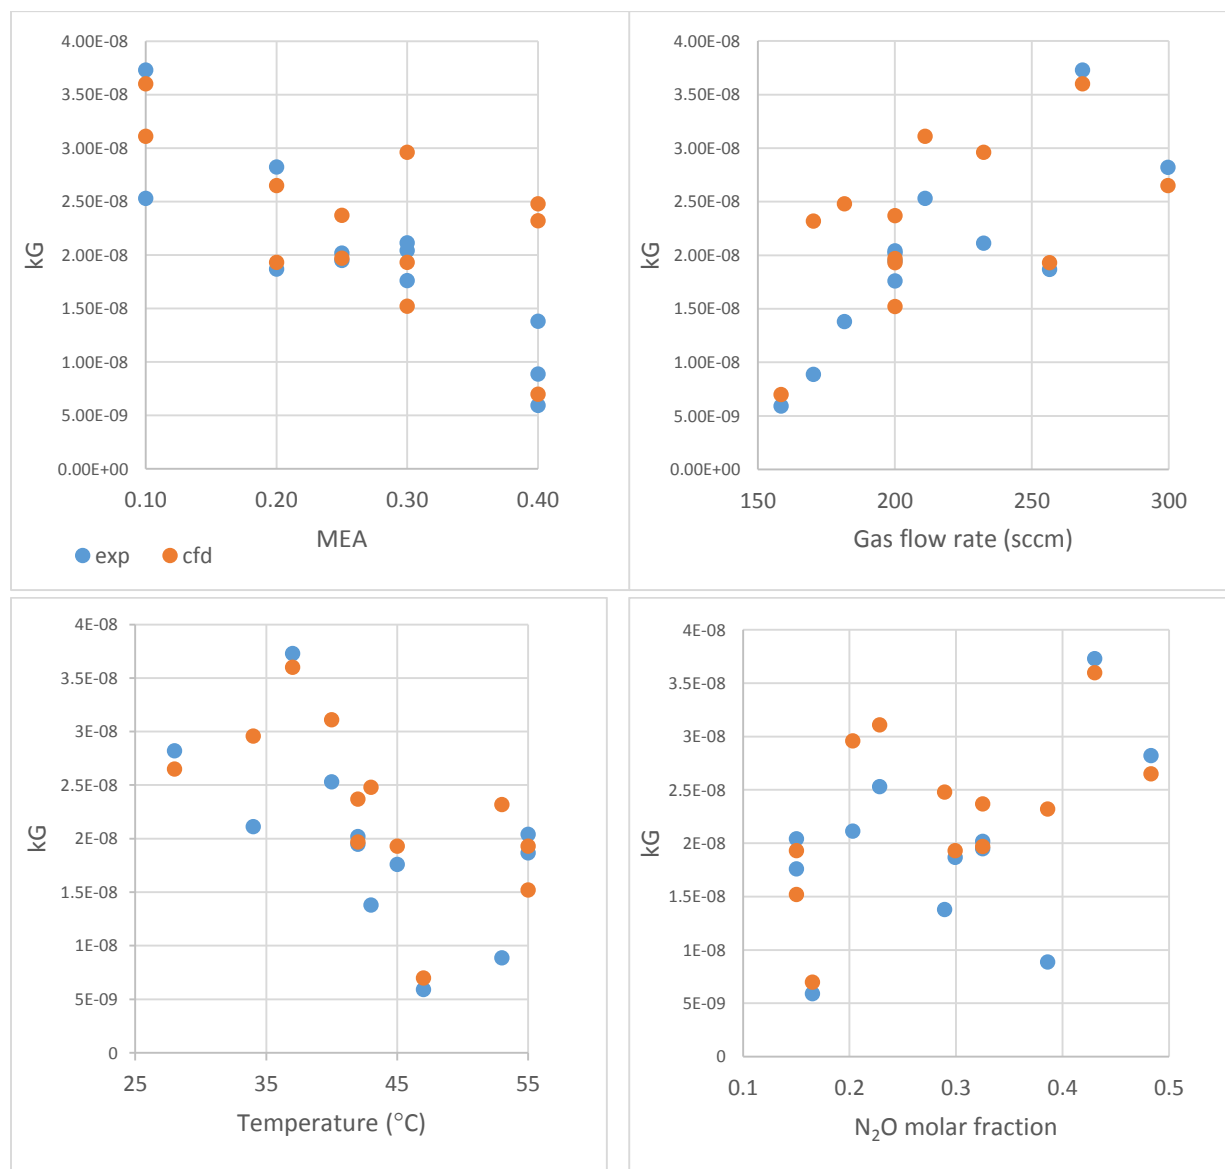 4.00E-08
3.50E-08
3.00E-08
2.50E-08
2.00E-08
1.50E-08
1.00E-08
5.00E-09
0.00E+00
kG
0.10 0.20 0.30 0.40
MEA
exp cfd
4.00E-08
3.50E-08
3.00E-08
2.50E-08
2.00E-08
1.50E-08
1.00E-08
5.00E-09
0.00E+00
kG
150 200 250 300
Gas flow rate (sccm)
4E-08
3.5E-08
3E-08
2.5E-08
2E-08
1.5E-08
1E-08
5E-09
0
kG
25 35 45 55
Temperature (°C)
4E-08
3.5E-08
3E-08
2.5E-08
2E-08
1.5E-08
1E-08
5E-09
0
kG
0.1 0.2 0.3 0.4 0.5
N₂O molar fraction